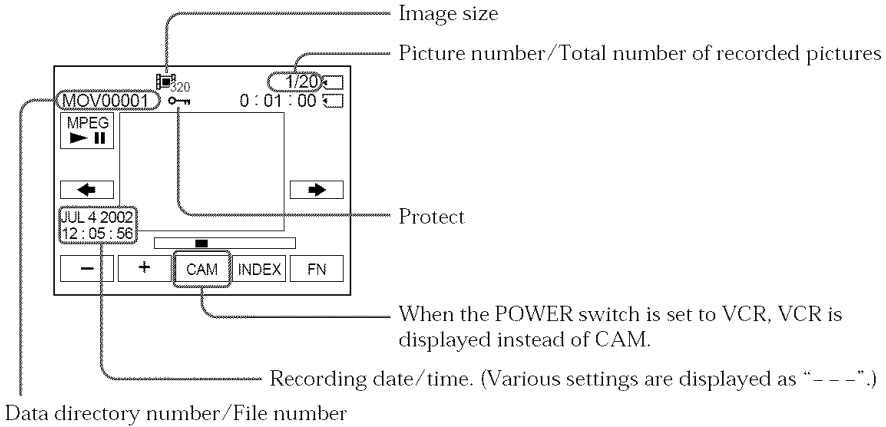 Image size
Picture number/Total number of recorded pictures
320
1/20
MOV00001
0 : 01 : 00
MPEG
Protect
JUL 4 2002
12 : 05 : 56
– + CAM INDEX FN
When the POWER switch is set to VCR, VCR is
displayed instead of CAM.
Recording date/time. (Various settings are displayed as “– – –”.)
Data directory number/File number